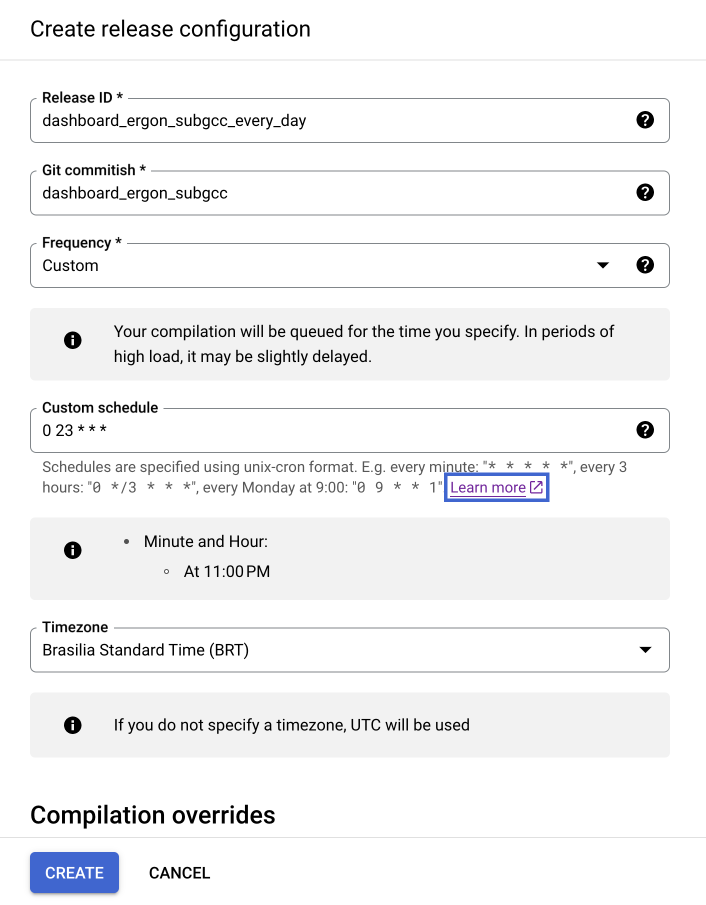 Create release configuration
Release ID *
dashboard_ergon_subgcc_every_day
Git commitish *
dashboard_ergon_subgcc
Frequency *
Custom
Your compilation will be queued for the time you specify. In periods of
high load, it may be slightly delayed.
Custom schedule
0 23 * * *
Schedules are specified using unix-cron format. E.g. every minute: "* * * * *", every 3
hours: "0 */3 * * *", every Monday at 9:00: "0 9 * * 1" Learn more
• Minute and Hour:
◦ At 11:00 PM
Timezone
Brasilia Standard Time (BRT)
If you do not specify a timezone, UTC will be used
Compilation overrides
CREATE CANCEL